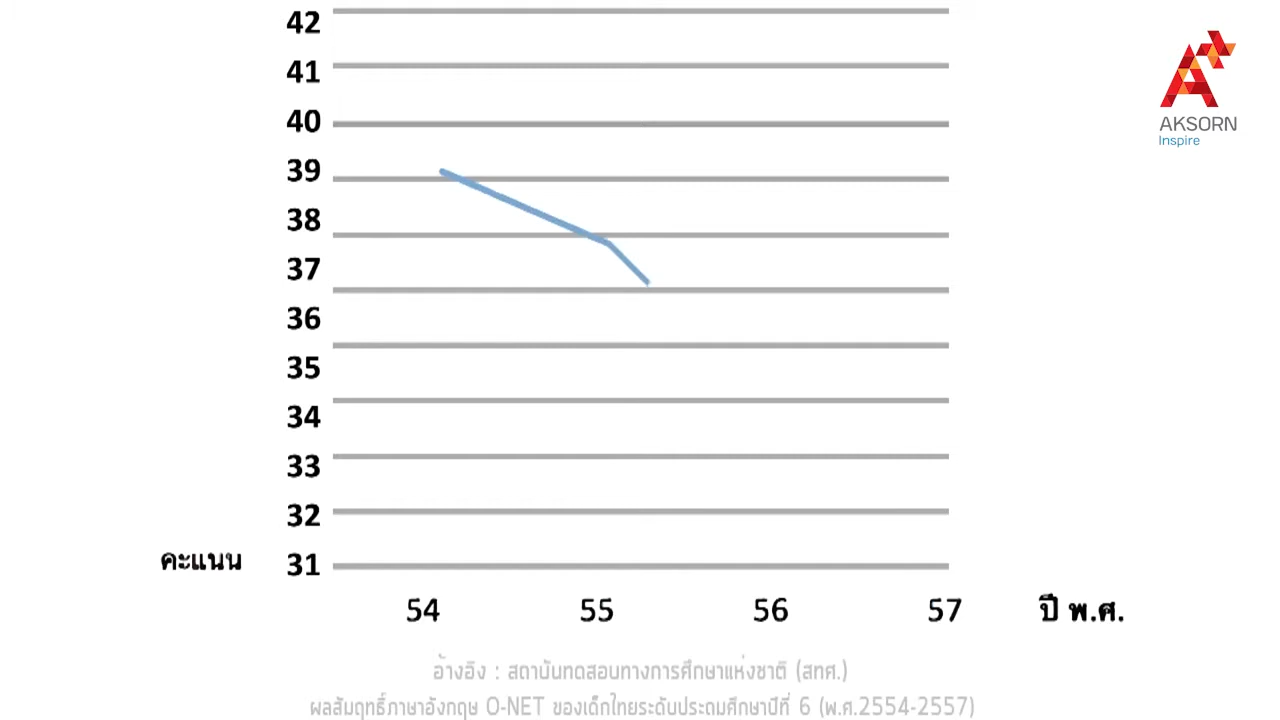 42
41
40
39
38
37
36
35
34
33
32
คะแนน 31
54 55 56 57 ปี พ.ศ.
AKSORN
Inspire
อ้างอิง : สถาบันทดสอบทางการศึกษาแห่งชาติ (สทศ.)
ผลสัมฤทธิ์ภาษาอังกฤษ O-NET ของเด็กไทยระดับประถมศึกษาปีที่ 6 (พ.ศ.2554-2557)